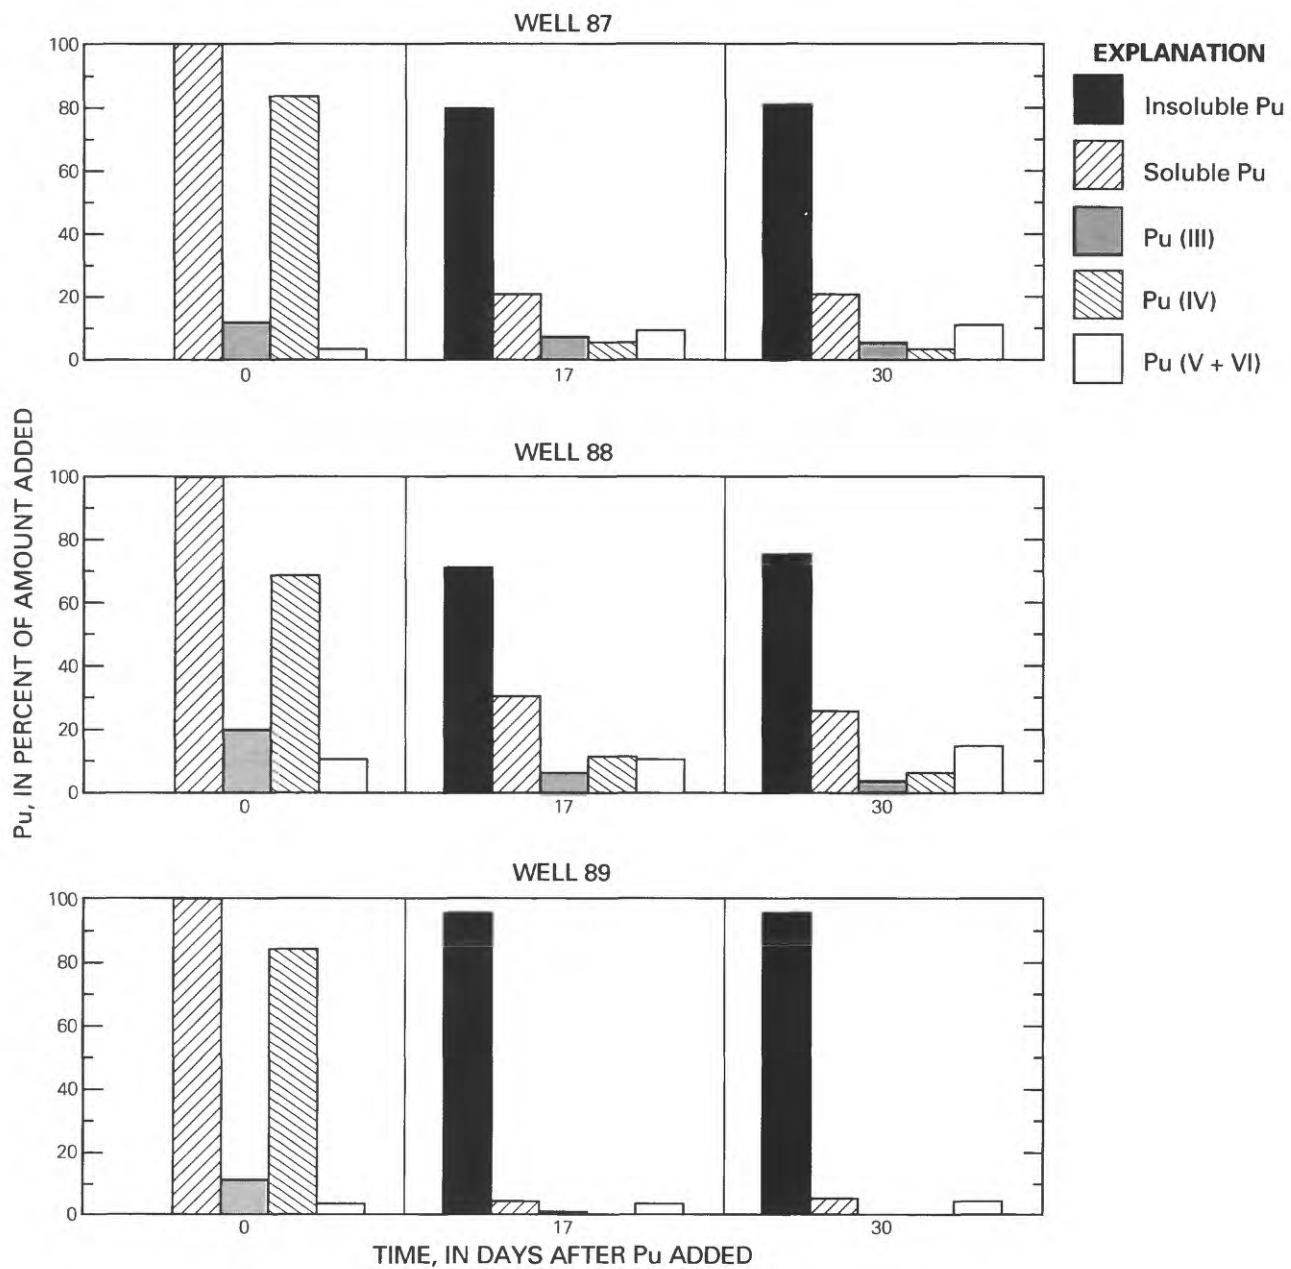 WELL 87
100
80
60
40
20
0
0 17 30
EXPLANATION
Insoluble Pu
Soluble Pu
Pu (III)
Pu (IV)
Pu (V + VI)
Pu, IN PERCENT OF AMOUNT ADDED
WELL 88
100
80
60
40
20
0
0 17 30
WELL 89
100
80
60
40
20
0
0 17 30
TIME, IN DAYS AFTER Pu ADDED